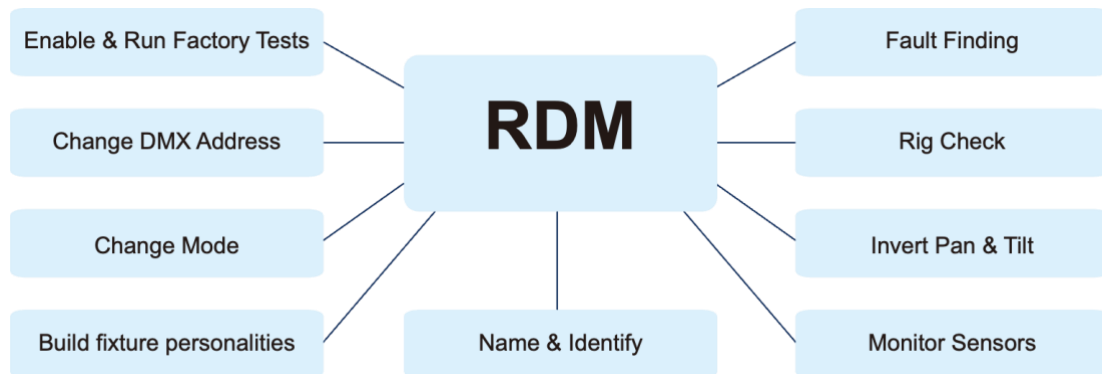 Enable & Run Factory Tests
Fault Finding
RDM
Change DMX Address
Rig Check
Change Mode
Invert Pan & Tilt
Build fixture personalities
Name & Identify
Monitor Sensors